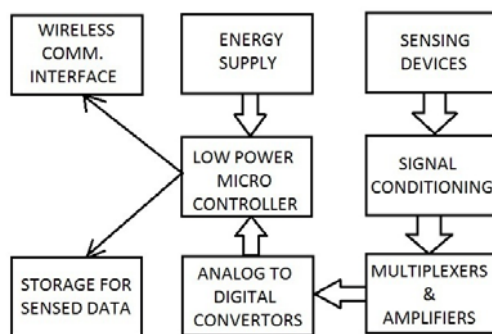 WIRELESS
COMM.
INTERFACE
ENERGY
SUPPLY
SENSING
DEVICES
LOW POWER
MICRO
CONTROLLER
SIGNAL
CONDITIONING
STORAGE FOR
SENSED DATA
ANALOG TO
DIGITAL
CONVERTORS
MULTIPLEXERS
&
AMPLIFIERS